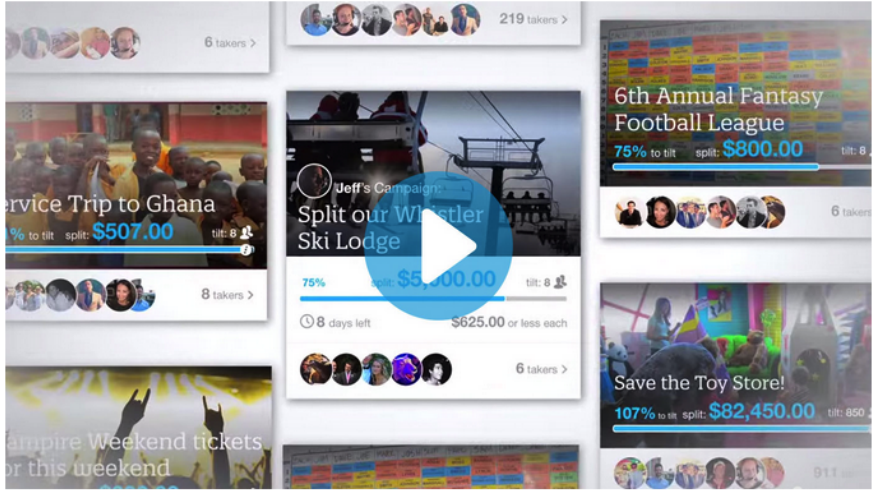 6 takers >
219 takers >
6th Annual Fantasy
Football League
75% to tilt split: $800.00 tilt: 8
6 takers
ervice Trip to Ghana
1% to tilt split: $507.00 tilt: 8
8 takers >
Jeff's Campaign:
Split our Whistler
Ski Lodge
75% split: $5,000.00 tilt: 8
8 days left $625.00 or less each
6 takers >
Save the Toy Store!
107% to tilt split: $82,450.00 tilt: 850
911
ampire Weekend tickets
or this weekend